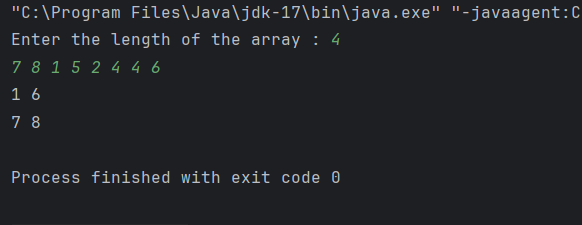 "C:\Program Files\Java\jdk-17\bin\java.exe" "-javaagent:C
Enter the length of the array : 4
7 8 1 5 2 4 4 6
1 6
7 8
Process finished with exit code 0